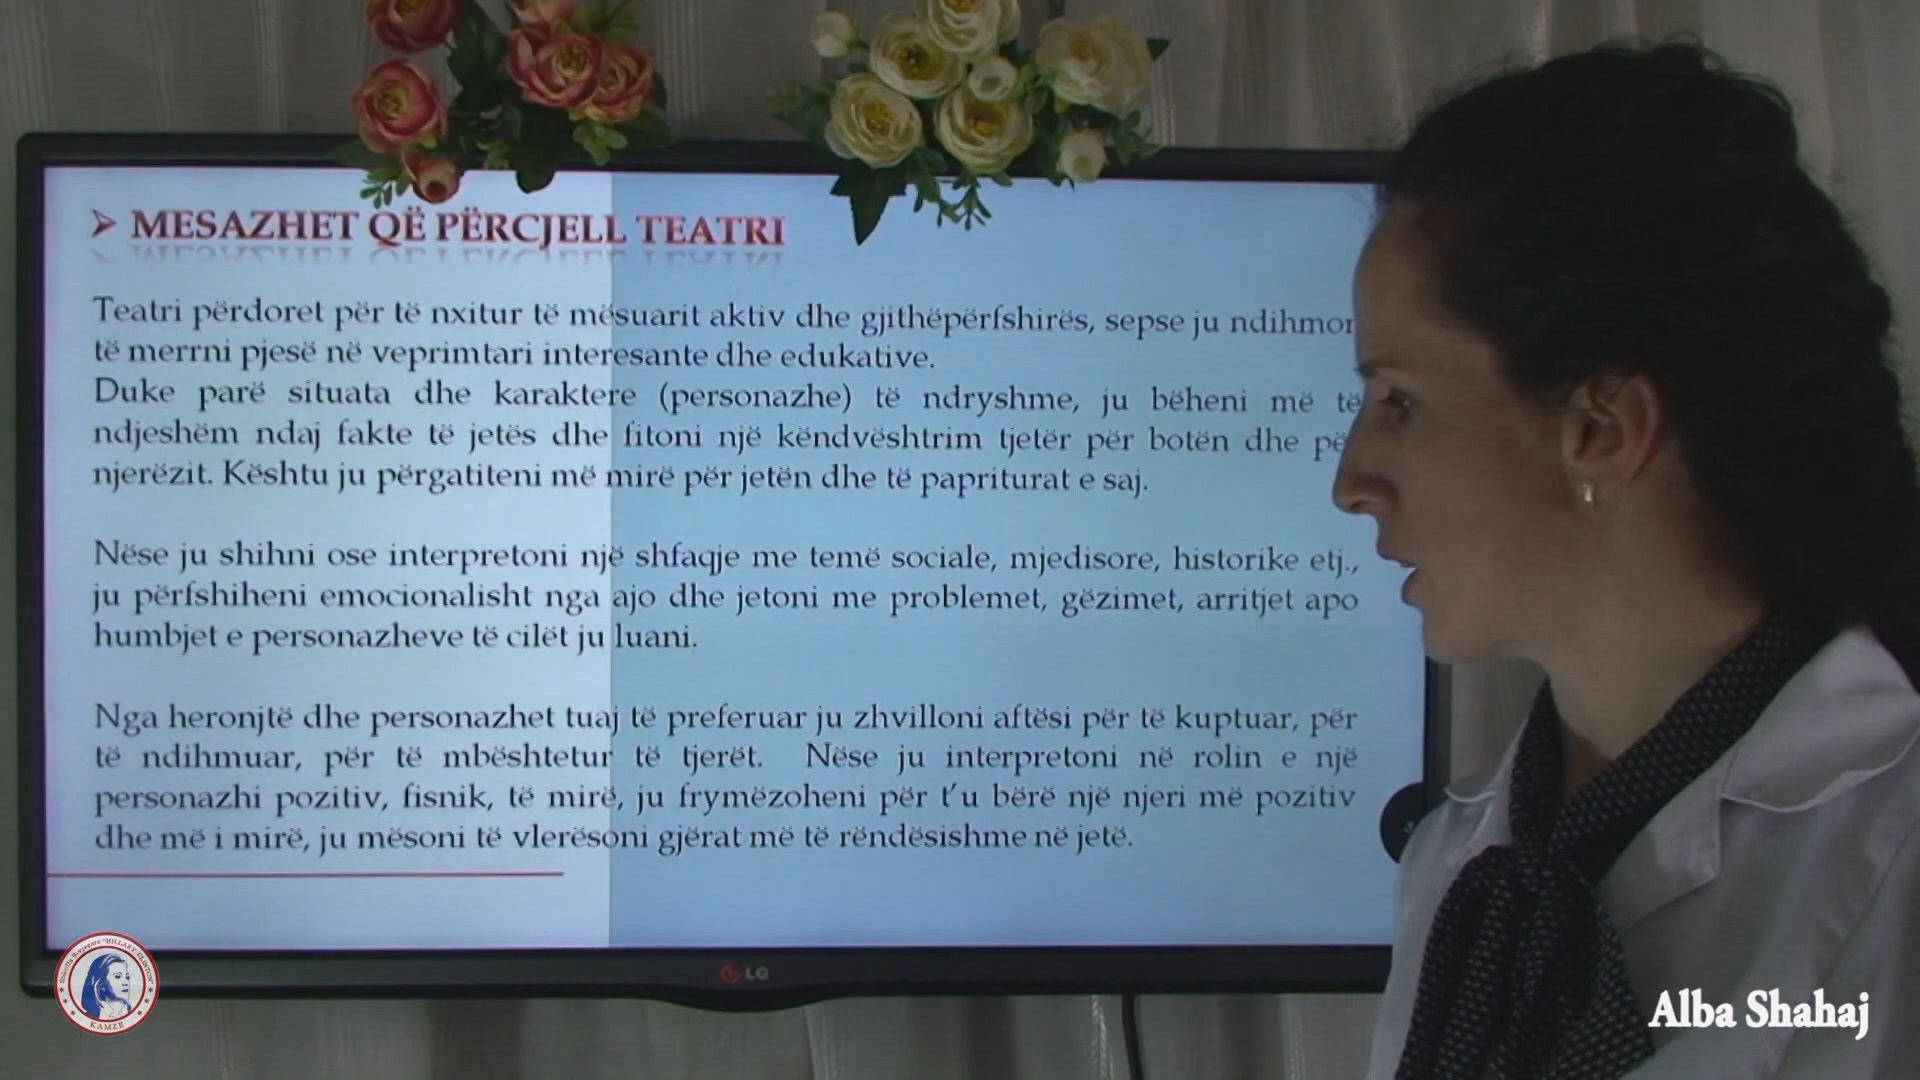 MESAZHET QË PËRCJELL TEATRI
Teatri përdoret për të nxitur të mësuarit aktiv dhe gjithëpërfshirës, sepse ju ndihmon
të merrni pjesë në veprimtari interesante dhe edukative.
Duke parë situata dhe karaktere (personazhe) të ndryshme, ju bëheni më të
ndjeshëm ndaj fakte të jetës dhe fitoni një këndvështrim tjetër për botën dhe
njerëzit. Kështu ju përgatiteni më mirë për jetën dhe të papriturat e saj.
Nëse ju shihni ose interpretoni një shfaqje me temë sociale, mjedisore, historike etj.,
ju përfshiheni emocionalisht nga ajo dhe jetoni me problemet, gëzimet, arritjet apo
humbjet e personazheve të cilët ju luani.
Nga heronjtë dhe personazhet tuaj të preferuar ju zhvilloni aftësi për të kuptuar, për
të ndihmuar, për të mbështetur të tjerët. Nëse ju interpretoni në rolin e një
personazhi pozitiv, fisnik, të mirë, ju frymëzoheni për t'u bërë një njeri më pozitiv
dhe më i mirë, ju mësoni të vlerësoni gjërat më të rëndësishme në jetë.
LG
"HILLARY CLINTON"
KAMZË
Alba Shahaj